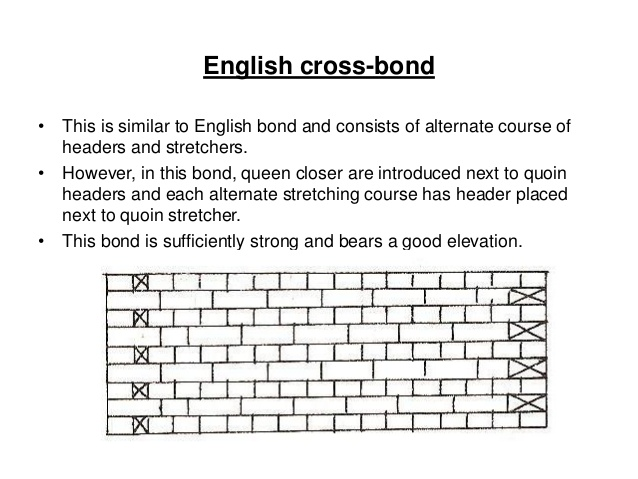 English cross-bond
• This is similar to English bond and consists of alternate course of
headers and stretchers.
• However, in this bond, queen closer are introduced next to quoin
headers and each alternate stretching course has header placed
next to quoin stretcher.
• This bond is sufficiently strong and bears a good elevation.